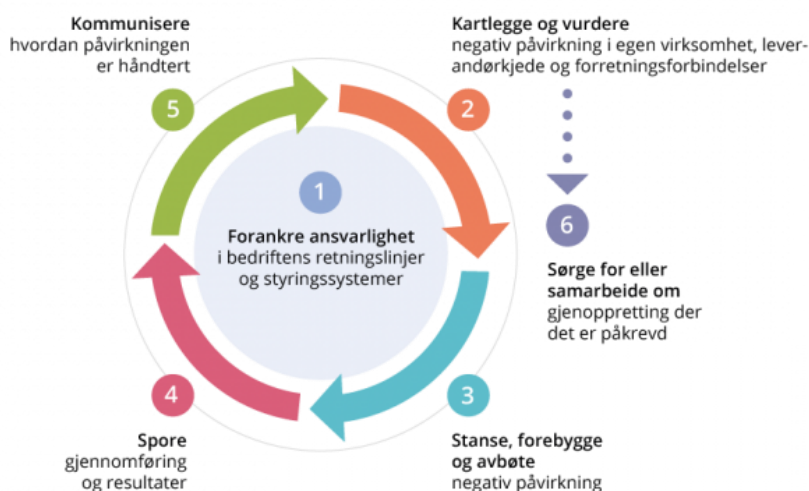 Kommunisere
hvordan påvirkningen
er håndtert
5
Kartlegge og vurdere
negativ påvirkning i egen virksomhet, lever-
andørkjede og forretningsforbindelser
2
1
Forankre ansvarlighet
i bedriftens retningslinjer
og styringssystemer
6
Sørge for eller
samarbeide om
gjenoppretting der
det er påkrevd
4
Spore
gjennomføring
og resultater
3
Stanse, forebygge
og avbøte
negativ påvirkning